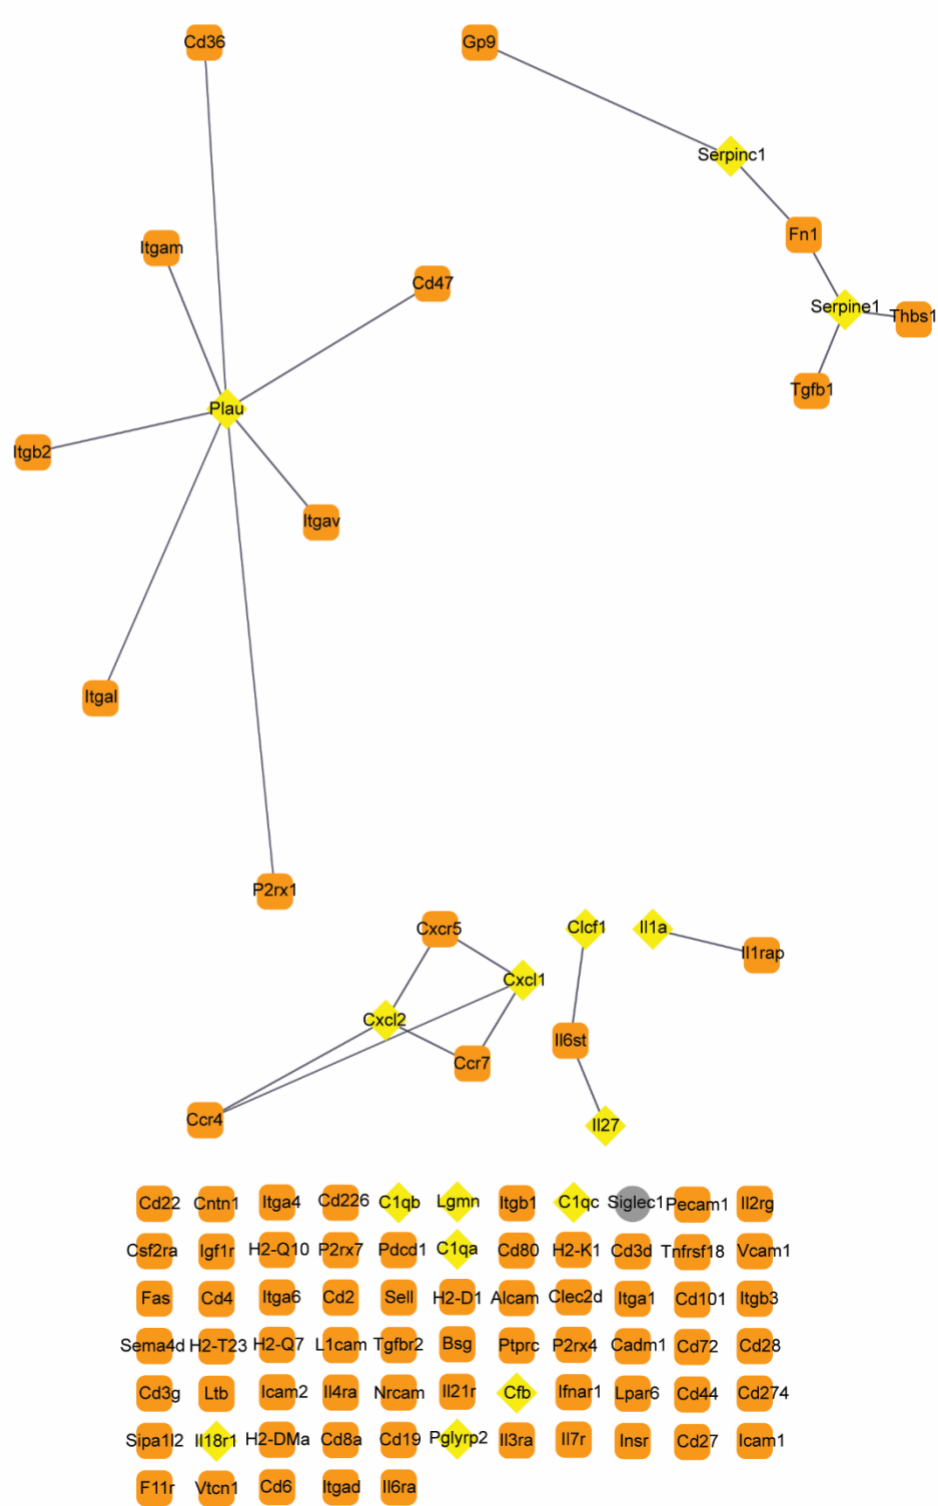 Cd36
Gp9
Serpinc1
Fn1
Itgam
Cd47
Serpine1
Thbs1
Tgfb1
Plau
Itgb2
Itgav
Itgal
P2rx1
Cxcr5
Clcf1
Il1a
Il1rap
Cxcl1
Cxcl2
Il6st
Ccr7
Ccr4
Il27
Cd22 Cntn1 Itga4 Cd226 C1qb Lgmn Itgb1 C1qc Siglec1 Pecam1 Il2rg
Csf2ra Igf1r H2-Q10 P2rx7 Pdcd1 C1qa Cd80 H2-K1 Cd3d Tnfrsf18 Vcam1
Fas Cd4 Itga6 Cd2 Sell H2-D1 Alcam Clec2d Itga1 Cd101 Itgb3
Sema4d H2-T23 H2-Q7 L1cam Tgfbr2 Bsg Ptprc P2rx4 Cadm1 Cd72 Cd28
Cd3g Ltb Icam2 Il4ra Nrcam Il21r Cfb Ifnar1 Lpar6 Cd44 Cd274
Sipa1l2 Il18r1 H2-DMa Cd8a Cd19 Pglyrp2 Il3ra Il7r Insr Cd27 Icam1
F11r Vtcn1 Cd6 Itgad Il6ra